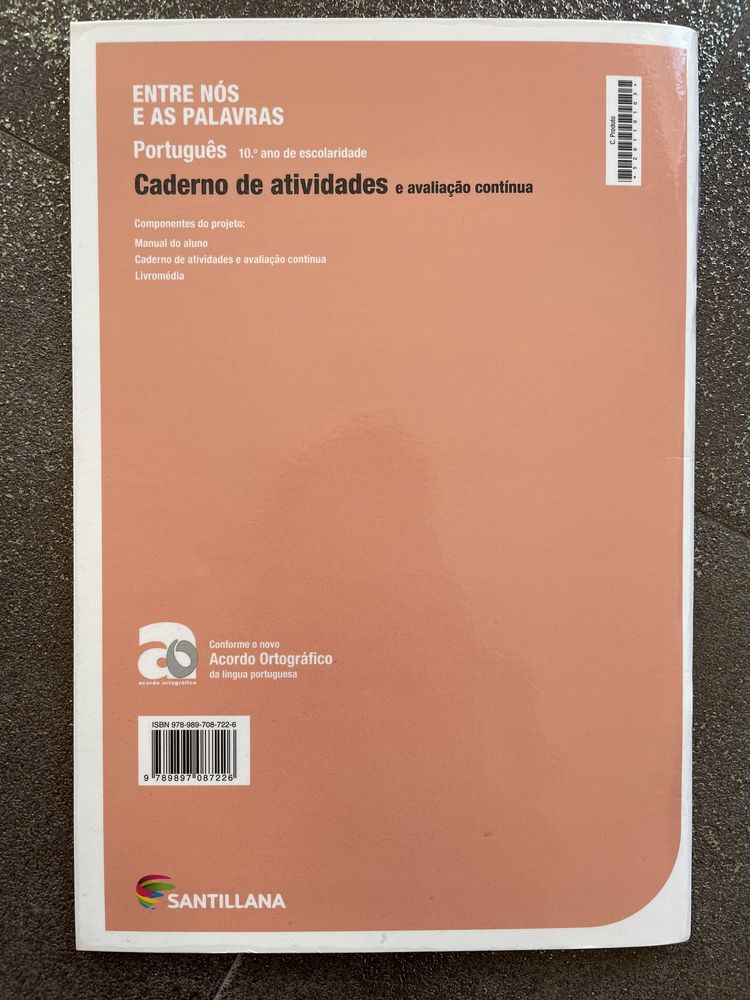 ENTRE NÓS
E AS PALAVRAS
Português 10.º ano de escolaridade
Caderno de atividades e avaliação contínua
Componentes do projeto:
Manual do aluno
Caderno de atividades e avaliação contínua
Livromédia
C. Produto
*520110103*
ao
acordo ortográfico
Conforme o novo
Acordo Ortográfico
da língua portuguesa
ISBN 978-989-708-722-6
9 789897 087226
SANTILLANA